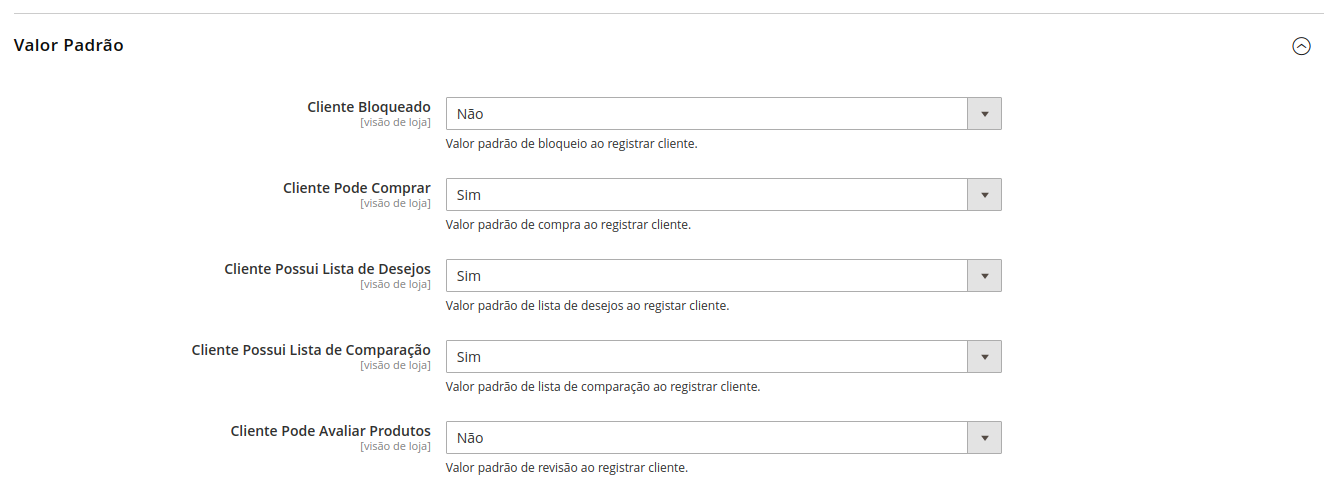 Valor Padrão
Cliente Bloqueado
[visão de loja]
Não
Valor padrão de bloqueio ao registrar cliente.
Cliente Pode Comprar
[visão de loja]
Sim
Valor padrão de compra ao registrar cliente.
Cliente Possui Lista de Desejos
[visão de loja]
Sim
Valor padrão de lista de desejos ao registar cliente.
Cliente Possui Lista de Comparação
[visão de loja]
Sim
Valor padrão de lista de comparação ao registrar cliente.
Cliente Pode Avaliar Produtos
[visão de loja]
Não
Valor padrão de revisão ao registrar cliente.